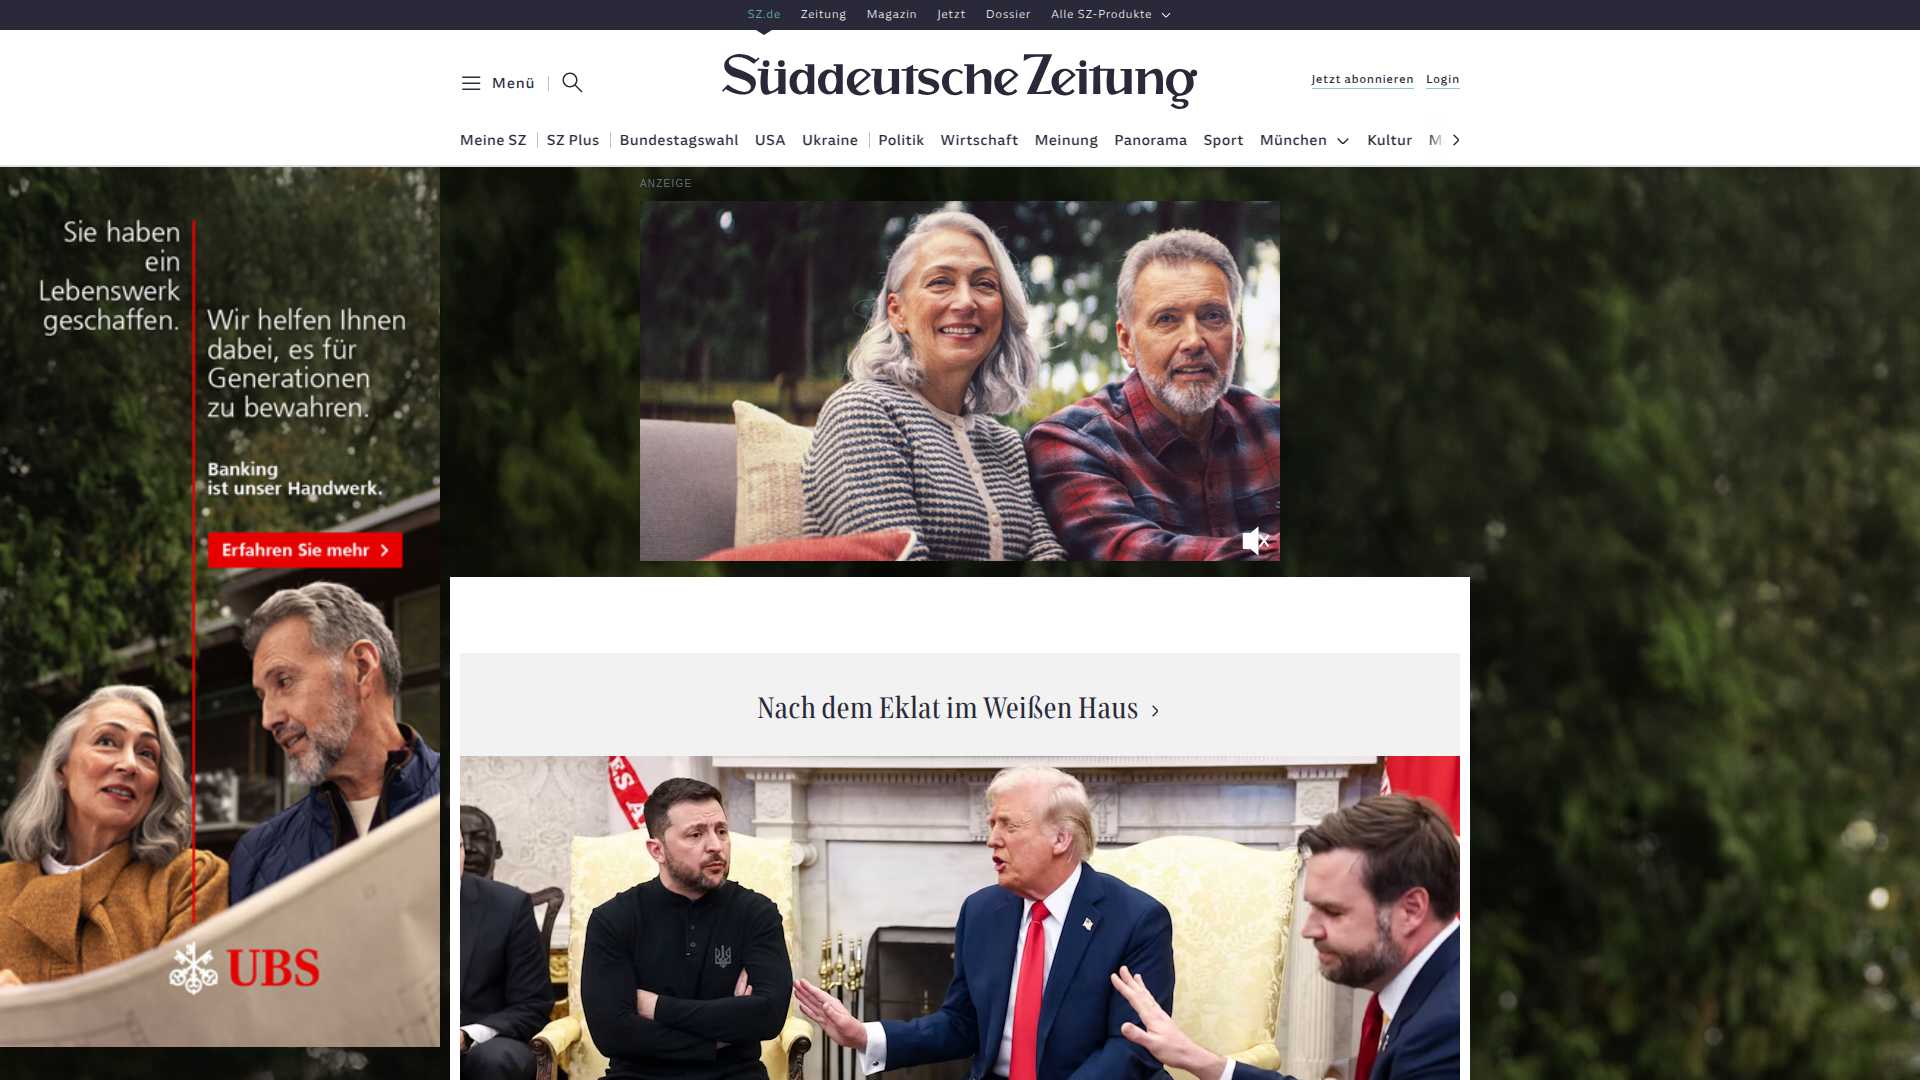 SZ.de Zeitung Magazin Jetzt Dossier Alle SZ-Produkte
Menü
Süddeutsche Zeitung
Jetzt abonnieren Login
Meine SZ SZ Plus Bundestagswahl USA Ukraine Politik Wirtschaft Meinung Panorama Sport München Kultur M
ANZEIGE
Sie haben
ein
Lebenswerk
geschaffen.
Wir helfen Ihnen
dabei, es für
Generationen
zu bewahren.
Banking
ist unser Handwerk.
Erfahren Sie mehr
UBS
Nach dem Eklat im Weißen Haus